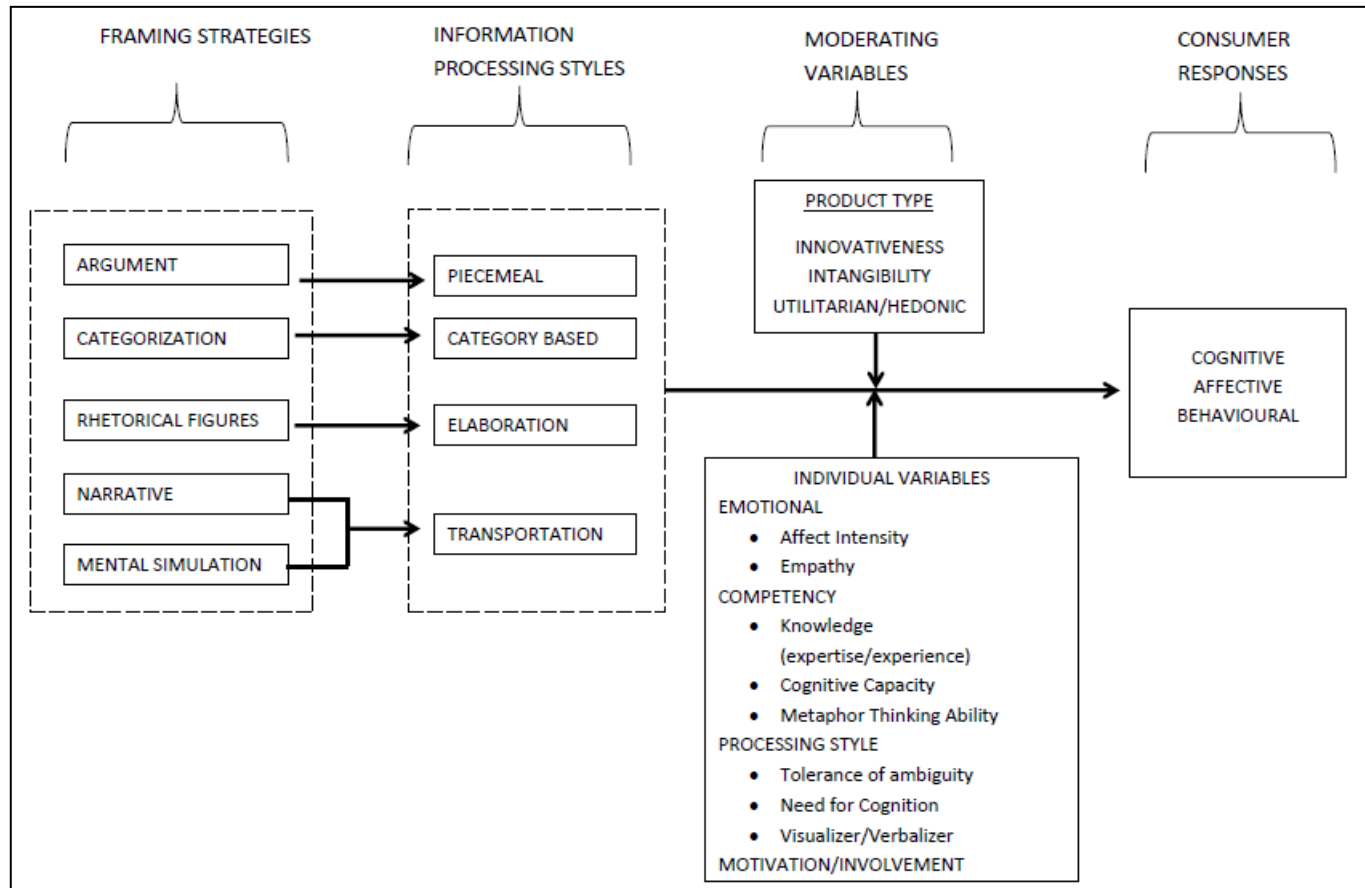 FRAMING STRATEGIES
INFORMATION
PROCESSING STYLES
MODERATING
VARIABLES
CONSUMER
RESPONSES
ARGUMENT
CATEGORIZATION
RHETORICAL FIGURES
NARRATIVE
MENTAL SIMULATION
PIECEMEAL
CATEGORY BASED
ELABORATION
TRANSPORTATION
PRODUCT TYPE
INNOVATIVENESS
INTANGIBILITY
UTILITARIAN/HEDONIC
INDIVIDUAL VARIABLES
EMOTIONAL
• Affect Intensity
• Empathy
COMPETENCY
• Knowledge
(expertise/experience)
• Cognitive Capacity
• Metaphor Thinking Ability
PROCESSING STYLE
• Tolerance of ambiguity
• Need for Cognition
• Visualizer/Verbalizer
MOTIVATION/INVOLVEMENT
COGNITIVE
AFFECTIVE
BEHAVIOURAL